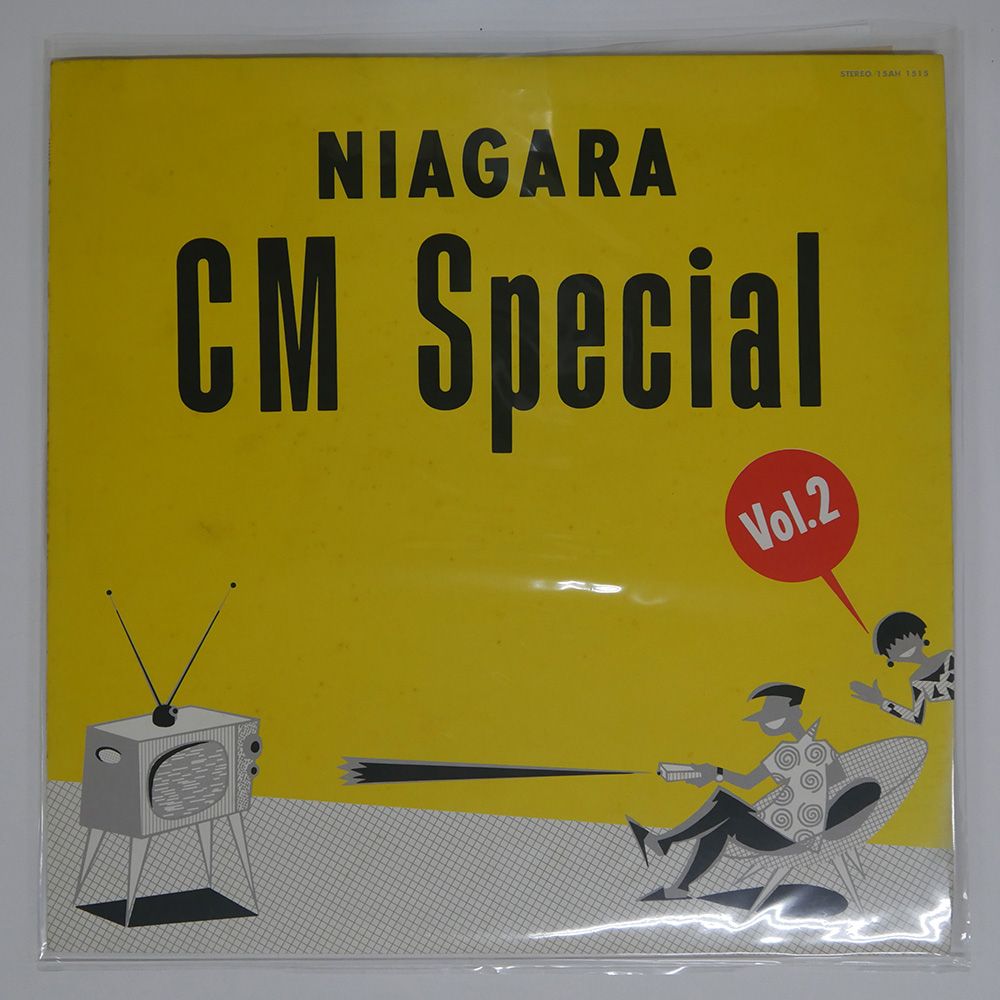 STEREO 15AH 1515
NIAGARA
CM Special
Vol.2